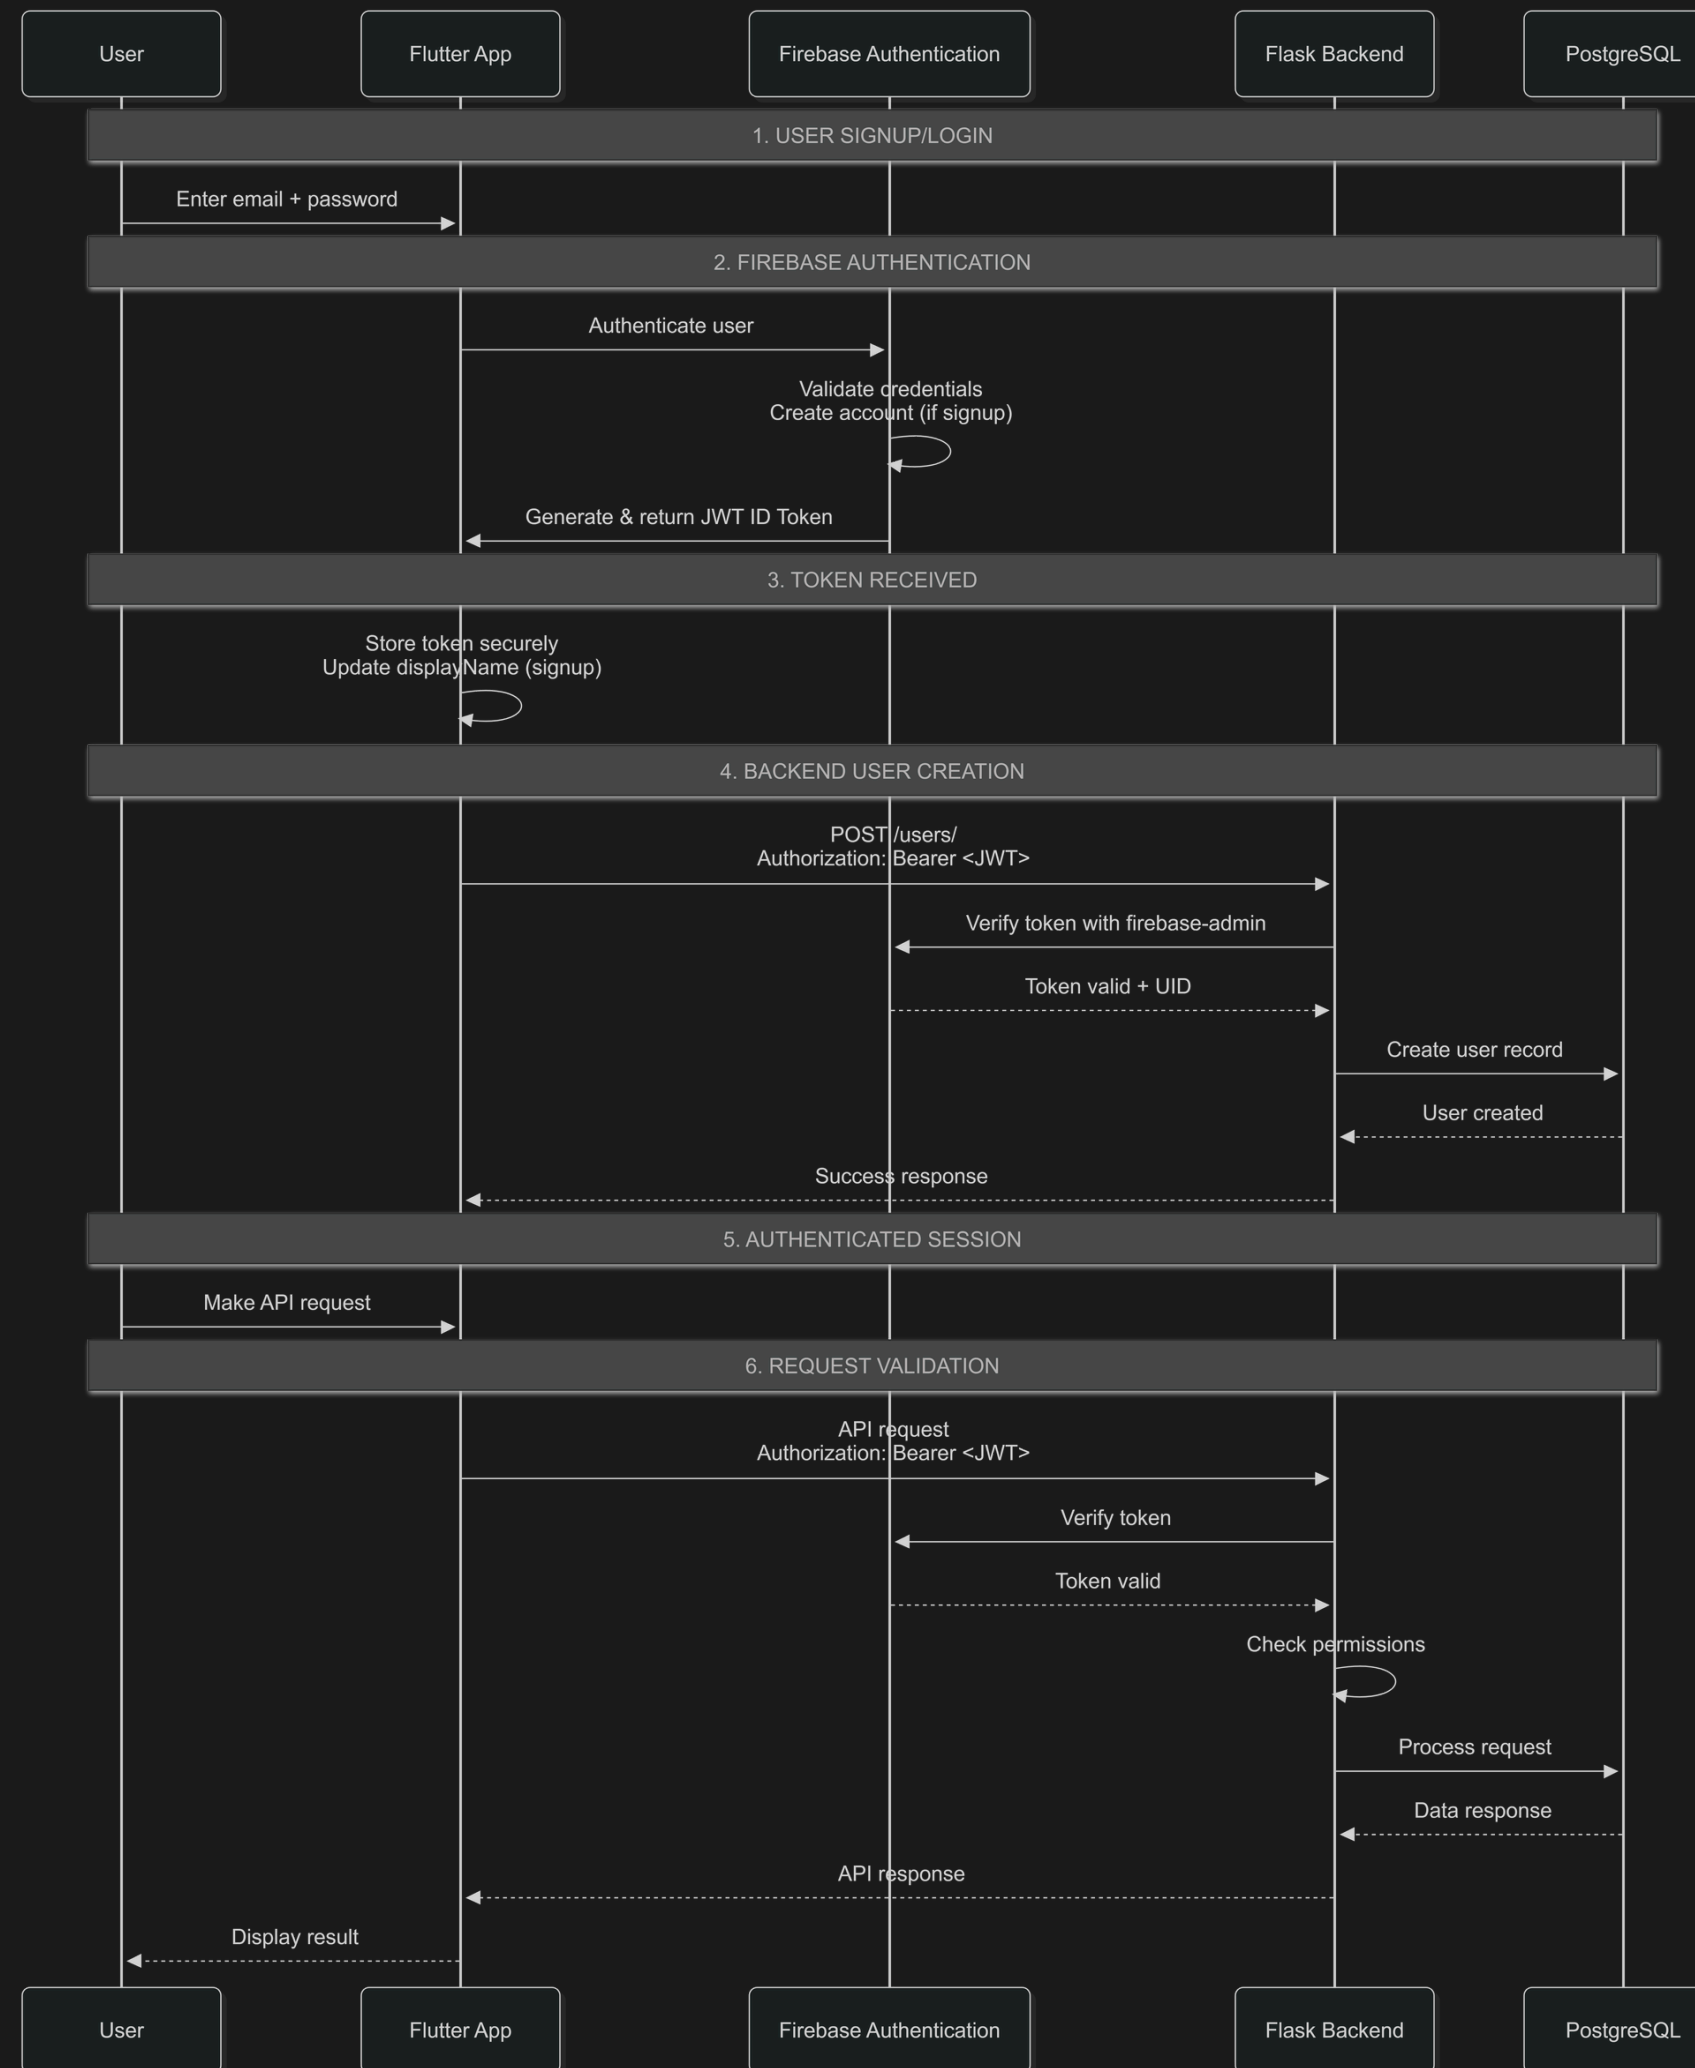 User
Flutter App
Firebase Authentication
Flask Backend
PostgreSQL
1. USER SIGNUP/LOGIN
Enter email + password
2. FIREBASE AUTHENTICATION
Authenticate user
Validate credentials
Create account (if signup)
Generate & return JWT ID Token
3. TOKEN RECEIVED
Store token securely
Update displayName (signup)
4. BACKEND USER CREATION
POST /users/
Authorization: Bearer <JWT>
Verify token with firebase-admin
Token valid + UID
Create user record
User created
Success response
5. AUTHENTICATED SESSION
Make API request
6. REQUEST VALIDATION
API request
Authorization: Bearer <JWT>
Verify token
Token valid
Check permissions
Process request
Data response
API response
Display result
User
Flutter App
Firebase Authentication
Flask Backend
PostgreSQL